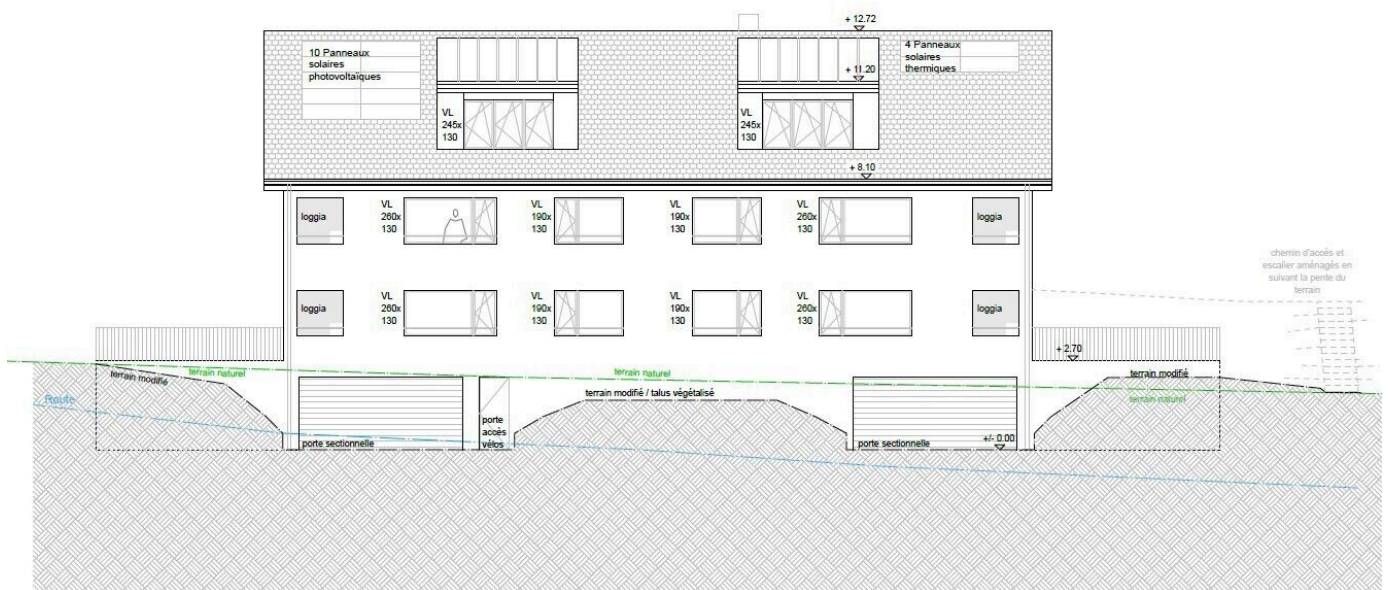 + 12.72
10 Panneaux
solaires
photovoltaïques
4 Panneaux
solaires
thermiques
+ 11.20
VL
245x
130
VL
245x
130
+ 8.10
loggia
VL
260x
130
VL
190x
130
VL
190x
130
VL
260x
130
loggia
chemin d'accès et
escalier aménagés en
suivant la pente du
terrain
loggia
VL
260x
130
VL
190x
130
VL
190x
130
VL
260x
130
loggia
+ 2.70
terrain modifié
terrain naturel
terrain naturel
terrain modifié
Route
terrain modifié / talus végétalisé
terrain naturel
porte
accès
vélos
porte sectionnelle
porte sectionnelle
+/- 0.00